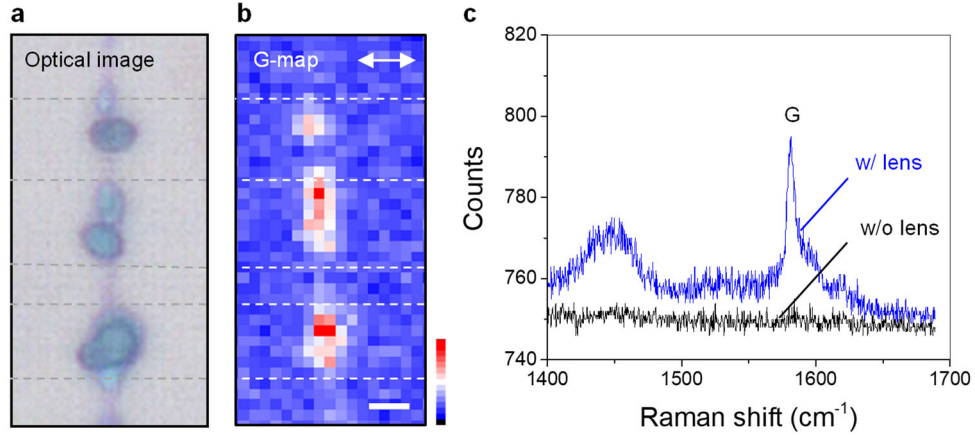 a
b
c
Optical image
G-map
820
800
780
760
740
Counts
G
w/ lens
w/o lens
1400
1500
1600
1700
Raman shift (cm⁻¹)